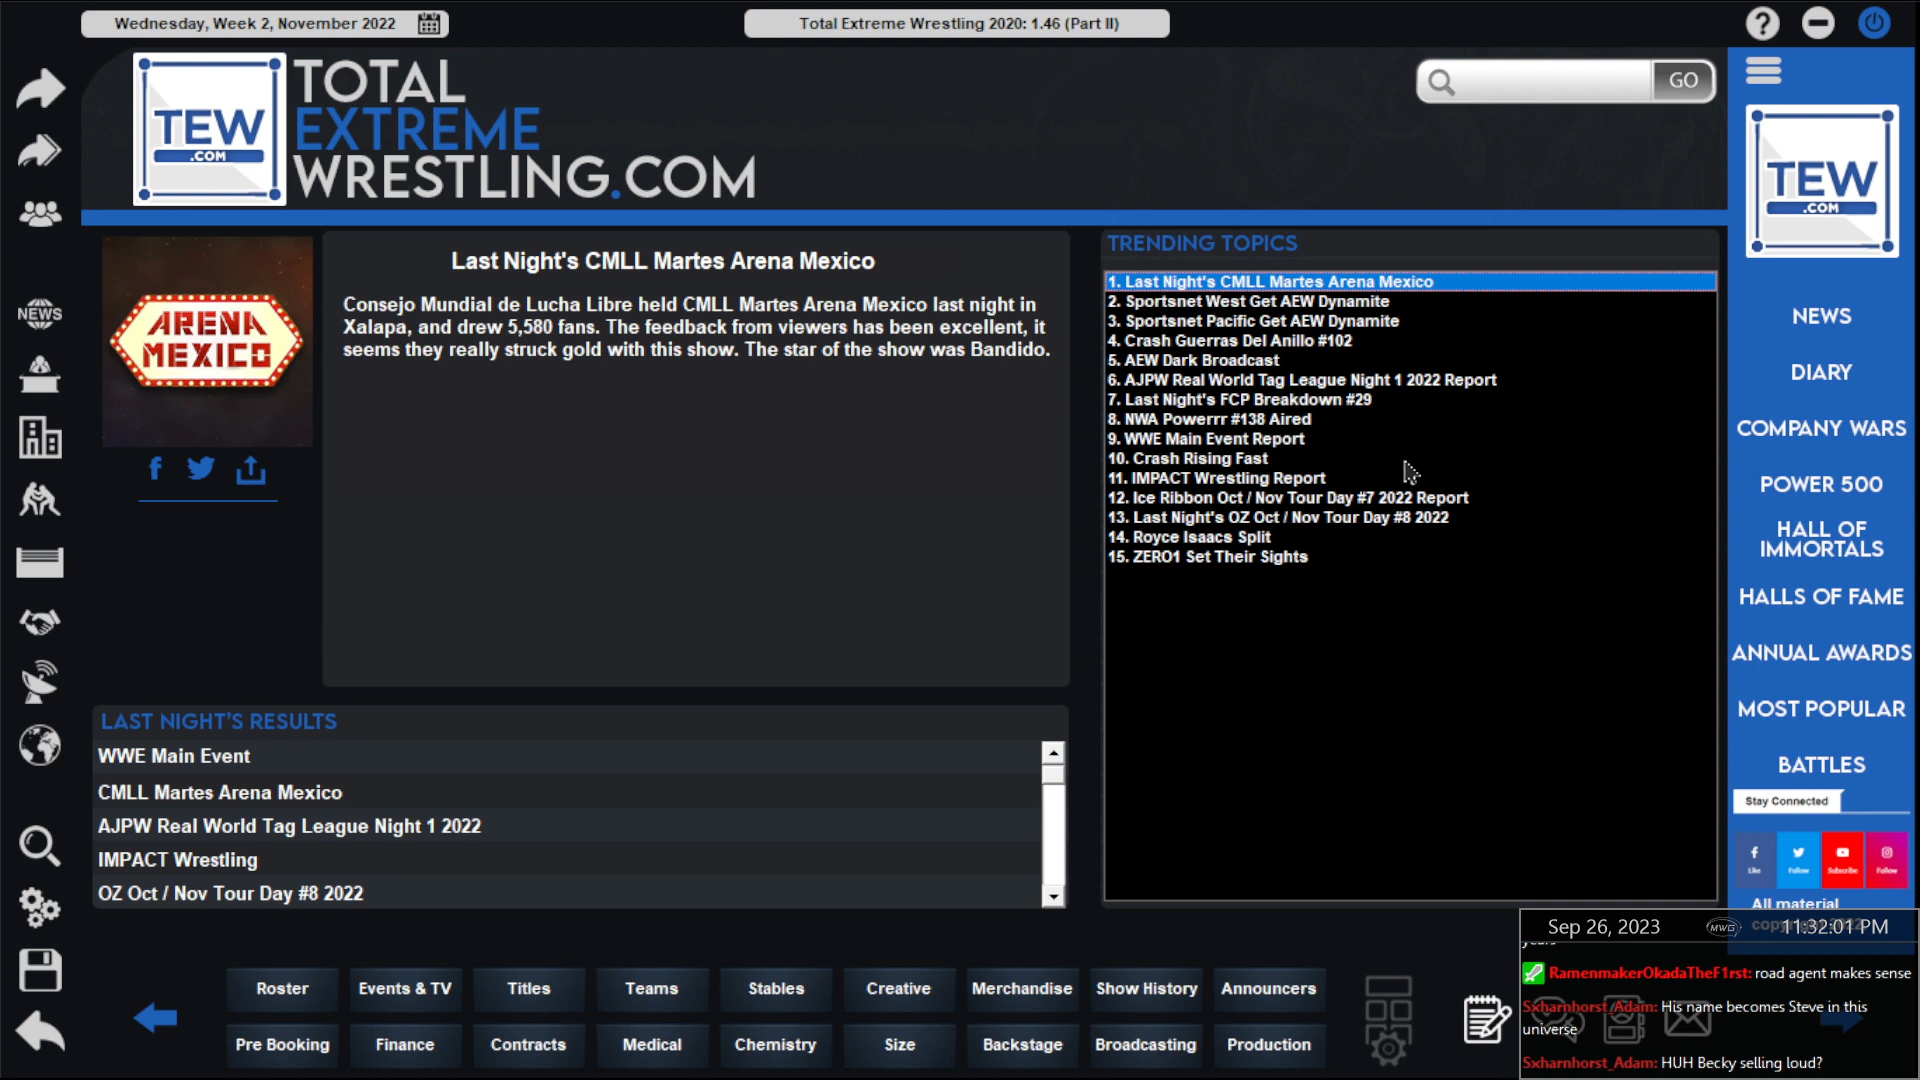 Wednesday, Week 2, November 2022
Total Extreme Wrestling 2020: 1.46 (Part II)
?
TEW
.COM
TOTAL
EXTREME
WRESTLING.COM
GO
TEW
.COM
ARENA
MEXICO
Last Night's CMLL Martes Arena Mexico
Consejo Mundial de Lucha Libre held CMLL Martes Arena Mexico last night in
Xalapa, and drew 5,580 fans. The feedback from viewers has been excellent, it
seems they really struck gold with this show. The star of the show was Bandido.
TRENDING TOPICS
1. Last Night's CMLL Martes Arena Mexico
2. Sportsnet West Get AEW Dynamite
3. Sportsnet Pacific Get AEW Dynamite
4. Crash Guerras Del Anillo #102
5. AEW Dark Broadcast
6. AJPW Real World Tag League Night 1 2022 Report
7. Last Night's FCP Breakdown #29
8. NWA Powerrr #138 Aired
9. WWE Main Event Report
10. Crash Rising Fast
11. IMPACT Wrestling Report
12. Ice Ribbon Oct / Nov Tour Day #7 2022 Report
13. Last Night's OZ Oct / Nov Tour Day #8 2022
14. Royce Isaacs Split
15. ZERO1 Set Their Sights
NEWS
NEWS
DIARY
COMPANY WARS
POWER 500
HALL OF
IMMORTALS
HALLS OF FAME
ANNUAL AWARDS
MOST POPULAR
BATTLES
Stay Connected
Like
Follow
Subscribe
Follow
All material
LAST NIGHT'S RESULTS
WWE Main Event
CMLL Martes Arena Mexico
AJPW Real World Tag League Night 1 2022
IMPACT Wrestling
OZ Oct / Nov Tour Day #8 2022
Roster
Events & TV
Titles
Teams
Stables
Creative
Merchandise
Show History
Announcers
Pre Booking
Finance
Contracts
Medical
Chemistry
Size
Backstage
Broadcasting
Production
Sep 26, 2023
MWG
11:32:01 PM
years
RamenmakerOkadaTheF1rst: road agent makes sense
Sxharnhorst_Adam: His name becomes Steve in this
universe
Sxharnhorst_Adam: HUH Becky selling loud?